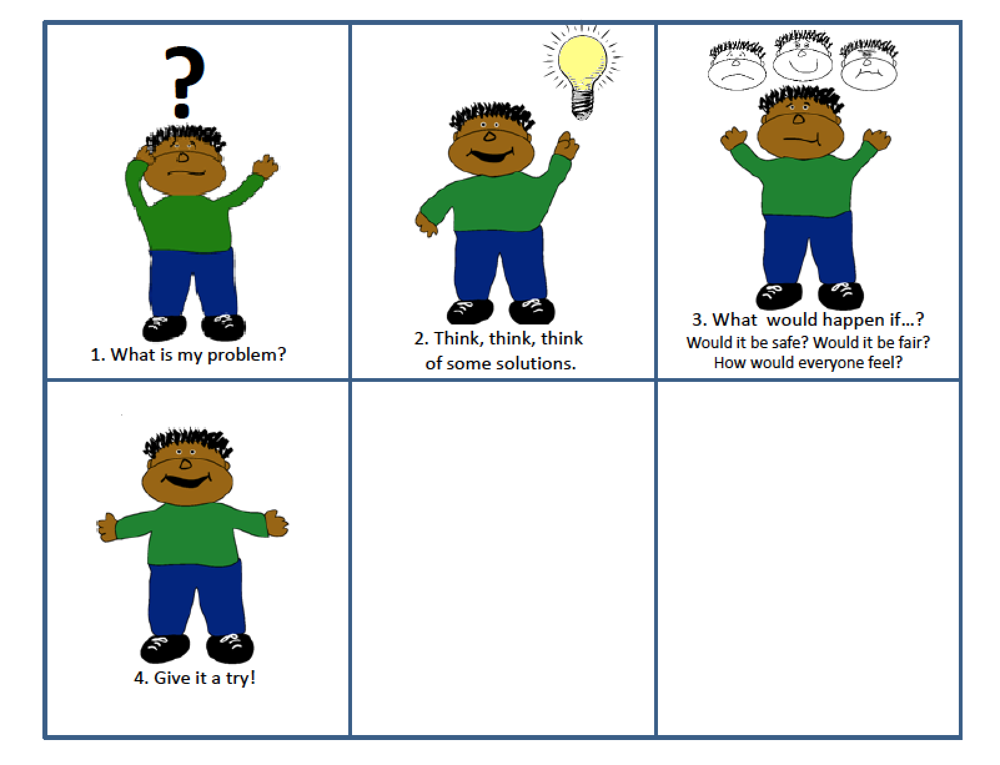 ?
1. What is my problem?
2. Think, think, think
of some solutions.
3. What  would happen if...?
Would it be safe? Would it be fair?
How would everyone feel?
4. Give it a try!